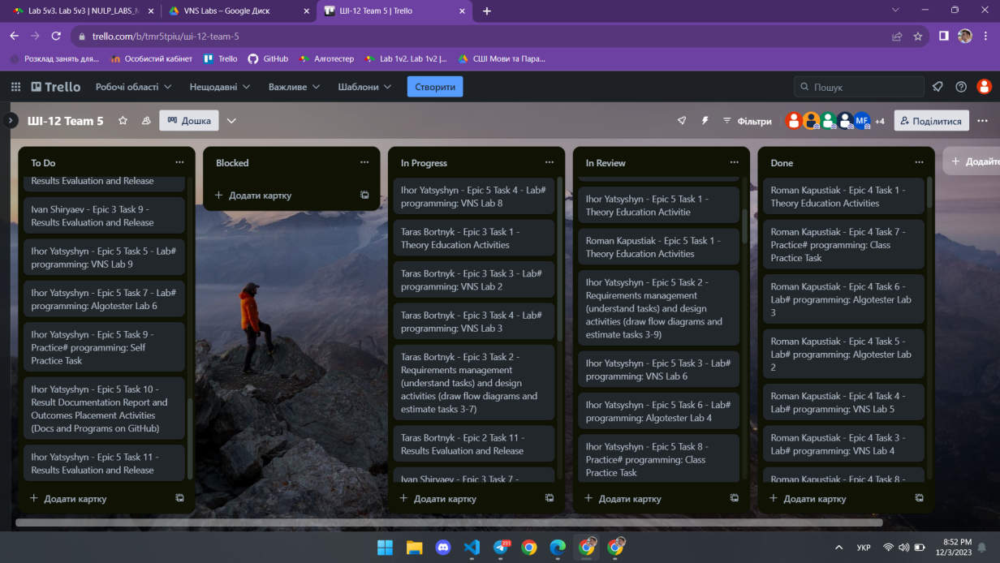 Lab 5v3. Lab 5v3 | NULP_LABS_
VNS Labs – Google Диск
ШІ-12 Team 5 | Trello
trello.com/b/tmr5tpiu/ші-12-team-5
Розклад занять для...
Особистий кабінет
Trello
GitHub
Алготестер
Lab 1v2. Lab 1v2 |...
СШІ Мови та Пара...
Trello
Робочі області
Нещодавні
Важливе
Шаблони
Створити
Пошук
ШІ-12 Team 5
Дошка
Фільтри
MF
+4
Поділитися
To Do
Results Evaluation and Release
Ivan Shiryaev - Epic 3 Task 9 -
Results Evaluation and Release
Ihor Yatsyshyn - Epic 5 Task 5 - Lab#
programming: VNS Lab 9
Ihor Yatsyshyn - Epic 5 Task 7 - Lab#
programming: Algotester Lab 6
Ihor Yatsyshyn - Epic 5 Task 9 -
Practice# programming: Self
Practice Task
Ihor Yatsyshyn - Epic 5 Task 10 -
Result Documentation Report and
Outcomes Placement Activities
(Docs and Programs on GitHub)
Ihor Yatsyshyn - Epic 5 Task 11 -
Results Evaluation and Release
+ Додати картку
Blocked
+ Додати картку
In Progress
Ihor Yatsyshyn - Epic 5 Task 4 - Lab#
programming: VNS Lab 8
Taras Bortnyk - Epic 3 Task 1 -
Theory Education Activities
Taras Bortnyk - Epic 3 Task 3 - Lab#
programming: VNS Lab 2
Taras Bortnyk - Epic 3 Task 4 - Lab#
programming: VNS Lab 3
Taras Bortnyk - Epic 3 Task 2 -
Requirements management
(understand tasks) and design
activities (draw flow diagrams and
estimate tasks 3-7)
Taras Bortnyk - Epic 2 Task 11 -
Results Evaluation and Release
Ivan Shiryaev - Epic 3 Task 7 -
+ Додати картку
In Review
Ihor Yatsyshyn - Epic 5 Task 1 -
Theory Education Activitie
Roman Kapustiak - Epic 5 Task 1 -
Theory Education Activities
Ihor Yatsyshyn - Epic 5 Task 2 -
Requirements management
(understand tasks) and design
activities (draw flow diagrams and
estimate tasks 3-9)
Ihor Yatsyshyn - Epic 5 Task 3 - Lab#
programming: VNS Lab 6
Ihor Yatsyshyn - Epic 5 Task 6 - Lab#
programming: Algotester Lab 4
Ihor Yatsyshyn - Epic 5 Task 8 -
Practice# programming: Class
Practice Task
+ Додати картку
Done
Roman Kapustiak - Epic 4 Task 1 -
Theory Education Activities
Roman Kapustiak - Epic 4 Task 7 -
Practice# programming: Class
Practice Task
Roman Kapustiak - Epic 4 Task 6 -
Lab# programming: Algotester Lab
3
Roman Kapustiak - Epic 4 Task 5 -
Lab# programming: Algotester Lab
2
Roman Kapustiak - Epic 4 Task 4 -
Lab# programming: VNS Lab 5
Roman Kapustiak - Epic 4 Task 3 -
Lab# programming: VNS Lab 4
Roman Kapustiak - Epic 4 Task 8 -
+ Додати картку
+ Додайте
391
УКР
8:52 PM
12/3/2023